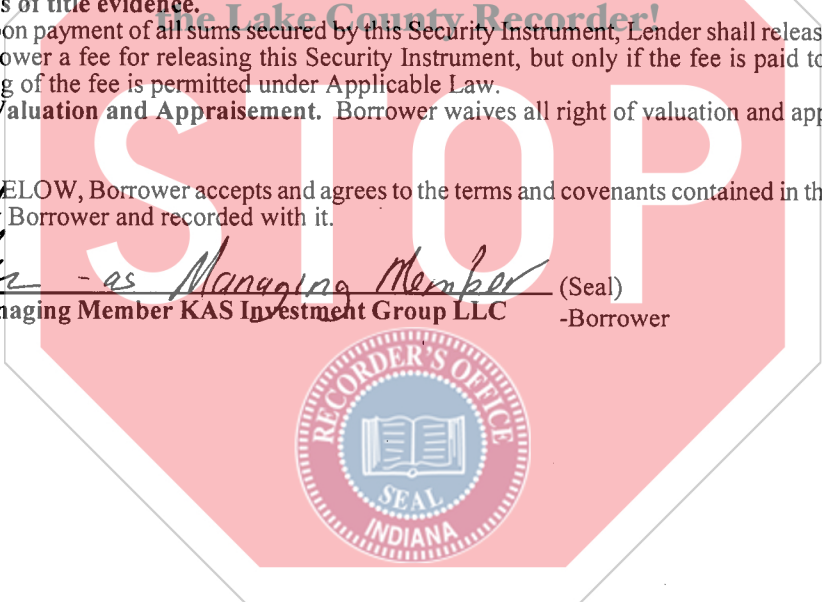 s of title evidence.
the Lake County Recorder!
on payment of all sums secured by this Security Instrument, Lender shall releas
ower a fee for releasing this Security Instrument, but only if the fee is paid to
g of the fee is permitted under Applicable Law.
Valuation and Appraisement. Borrower waives all right of valuation and app
STOP
ELOW, Borrower accepts and agrees to the terms and covenants contained in th
Borrower and recorded with it.
- as Managing Member (Seal)
naging Member KAS Investment Group LLC -Borrower
RECORDER'S OFFICE
SEAL
INDIANA